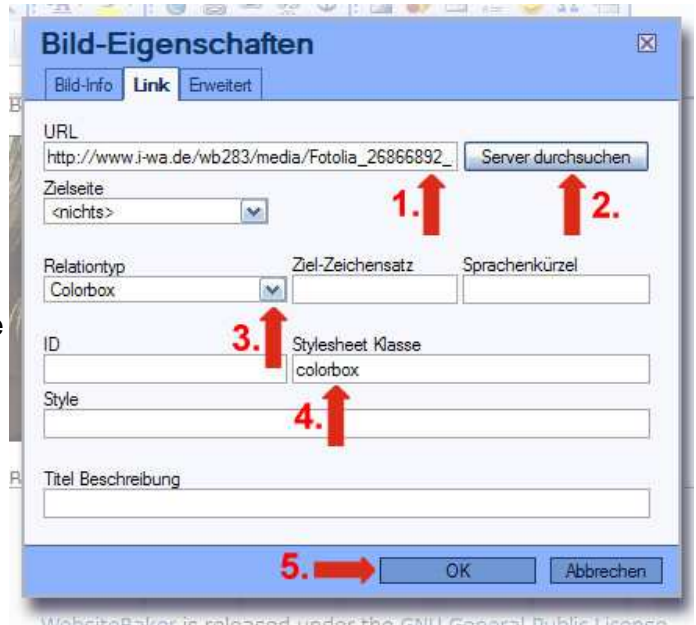 Bild-Eigenschaften
Bild-Info Link Erweitert
URL
http://www.i-wa.de/wb283/media/Fotolia_26866892_ Server durchsuchen
Zielseite
<nichts>
1. 2.
Relationtyp Ziel-Zeichensatz Sprachenkürzel
Colorbox
3.
ID Stylesheet Klasse
colorbox
Style
4.
Titel Beschreibung
5. OK Abbrechen
WebsiteBaker is released under the GNU General Public License